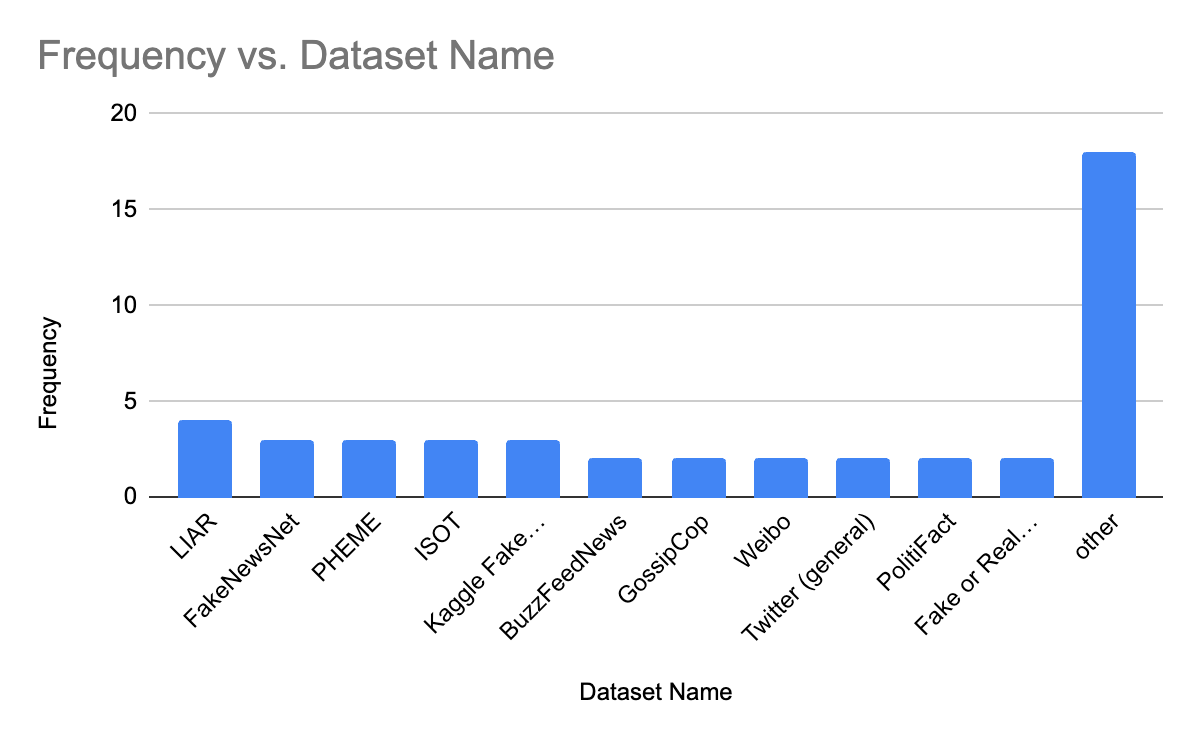 Frequency vs. Dataset Name
20
15
10
5
0
Frequency
LIAR
FakeNewsNet
PHEME
ISOT
Kaggle Fake…
BuzzFeedNews
GossipCop
Weibo
Twitter (general)
PolitiFact
Fake or Real…
other
Dataset Name